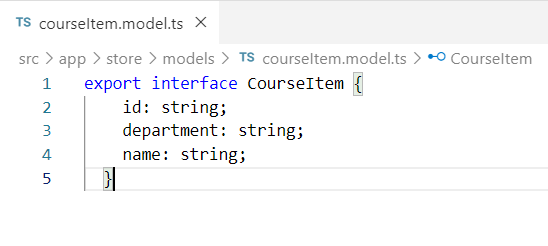 TS courseItem.model.ts ×
src > app > store > models > TS courseItem.model.ts > CourseItem
1 export interface CourseItem {
2     id: string;
3     department: string;
4     name: string;
5   }